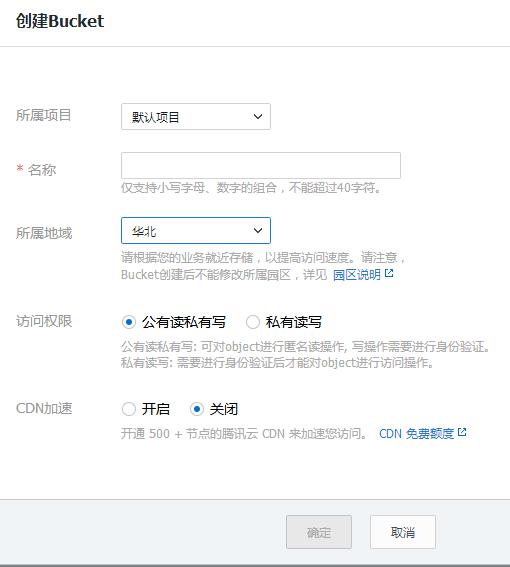 创建Bucket
所属项目 默认项目
* 名称
仅支持小写字母、数字的组合，不能超过40字符。
所属地域 华北
请根据您的业务就近存储，以提高访问速度。请注意，
Bucket创建后不能修改所属园区，详见 园区说明
访问权限 公有读私有写 私有读写
公有读私有写: 可对object进行匿名读操作, 写操作需要进行身份验证。
私有读写: 需要进行身份验证后才能对object进行访问操作。
CDN加速 开启 关闭
开通 500 + 节点的腾讯云 CDN 来加速您访问。 CDN 免费额度
确定 取消